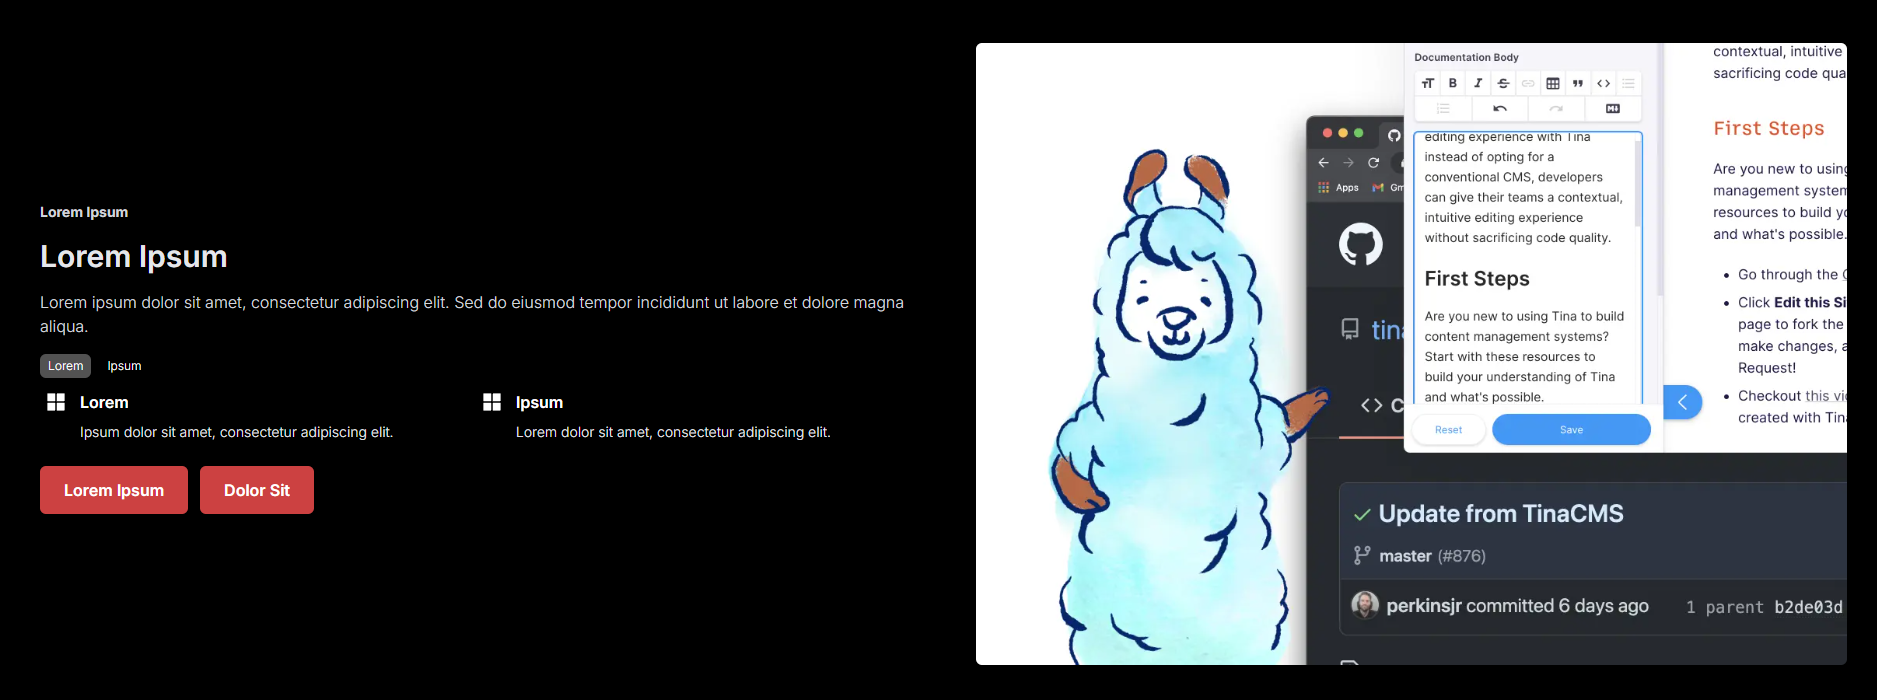 Lorem Ipsum
Lorem Ipsum
Lorem ipsum dolor sit amet, consectetur adipiscing elit. Sed do eiusmod tempor incididunt ut labore et dolore magna
aliqua.
Lorem Ipsum
Lorem
Ipsum dolor sit amet, consectetur adipiscing elit.
Ipsum
Lorem dolor sit amet, consectetur adipiscing elit.
Lorem Ipsum
Dolor Sit
Apps
tina
Documentation Body
editing experience with Tina
instead of opting for a
conventional CMS, developers
can give their teams a contextual,
intuitive editing experience
without sacrificing code quality.
First Steps
Are you new to using Tina to build
content management systems?
Start with these resources to
build your understanding of Tina
and what's possible.
Reset
Save
contextual, intuitive
sacrificing code qua
First Steps
Are you new to using
management system
resources to build yo
and what's possible.
Go through the
Click Edit this Si
page to fork the
make changes, a
Request!
Checkout this vi
created with Tina
Update from TinaCMS
master (#876)
perkinsjr committed 6 days ago
1 parent b2de03d